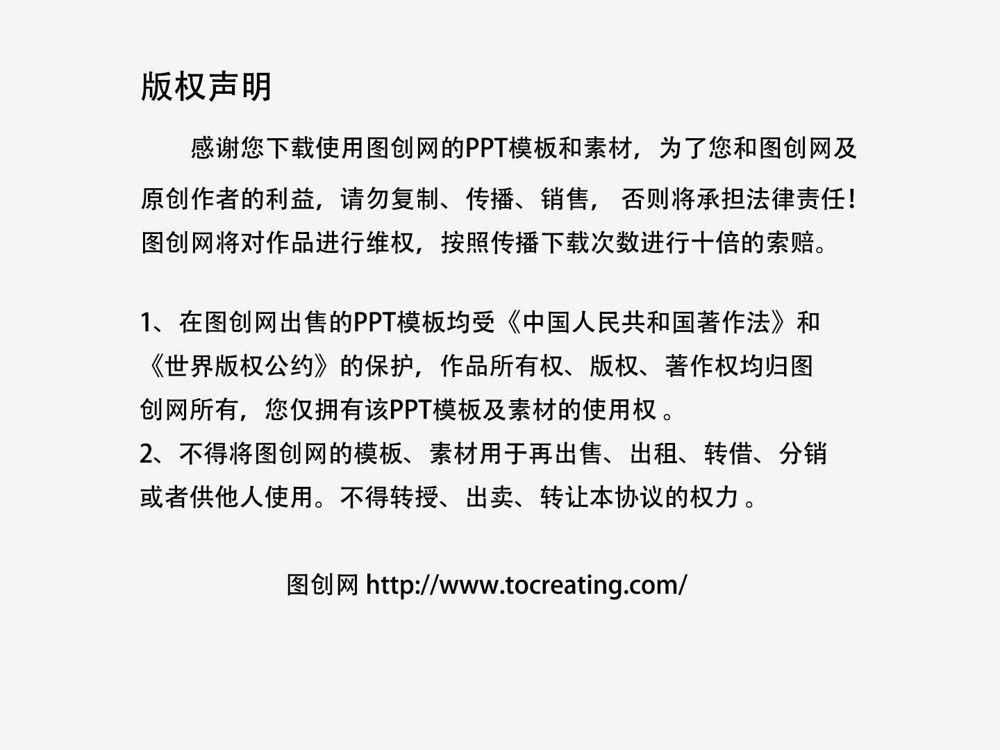 版权声明
感谢您下载使用图创网的PPT模板和素材，为了您和图创网及
原创作者的利益，请勿复制、传播、销售， 否则将承担法律责任！
图创网将对作品进行维权，按照传播下载次数进行十倍的索赔。
1、在图创网出售的PPT模板均受《中国人民共和国著作法》和
《世界版权公约》的保护，作品所有权、版权、著作权均归图
创网所有，您仅拥有该PPT模板及素材的使用权 。
2、不得将图创网的模板、素材用于再出售、出租、转借、分销
或者供他人使用。不得转授、出卖、转让本协议的权力 。
图创网 http://www.tocreating.com/